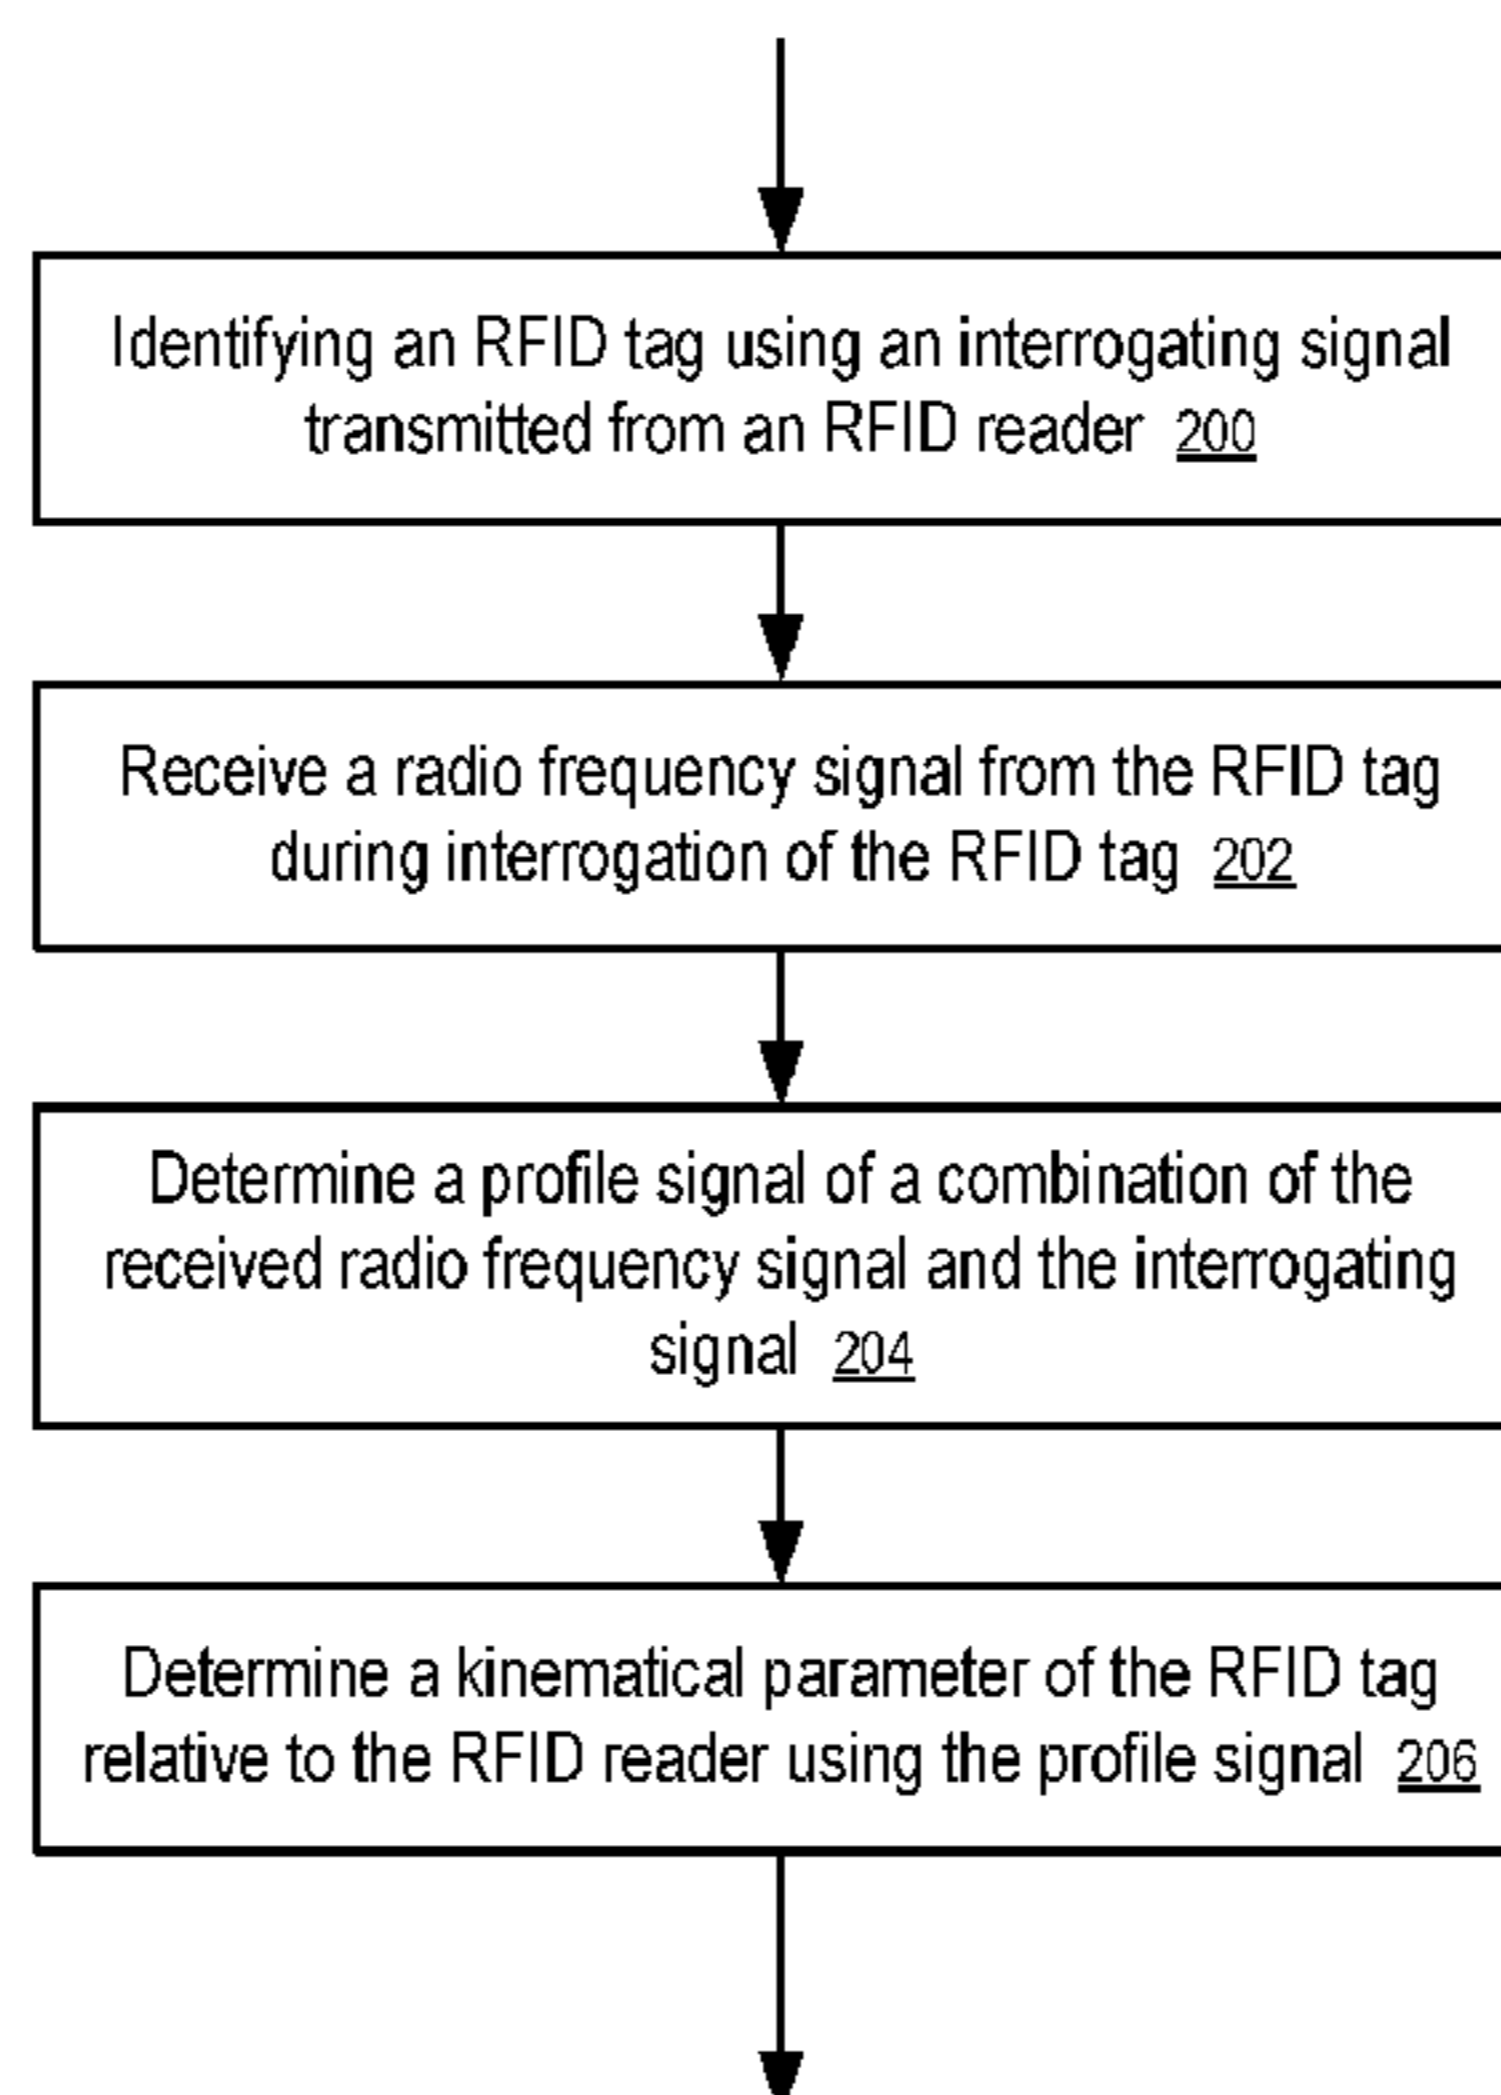 Identifying an RFID tag using an interrogating signal
transmitted from an RFID reader 200
Receive a radio frequency signal from the RFID tag
during interrogation of the RFID tag 202
Determine a profile signal of a combination of the
received radio frequency signal and the interrogating
signal 204
Determine a kinematical parameter of the RFID tag
relative to the RFID reader using the profile signal 206